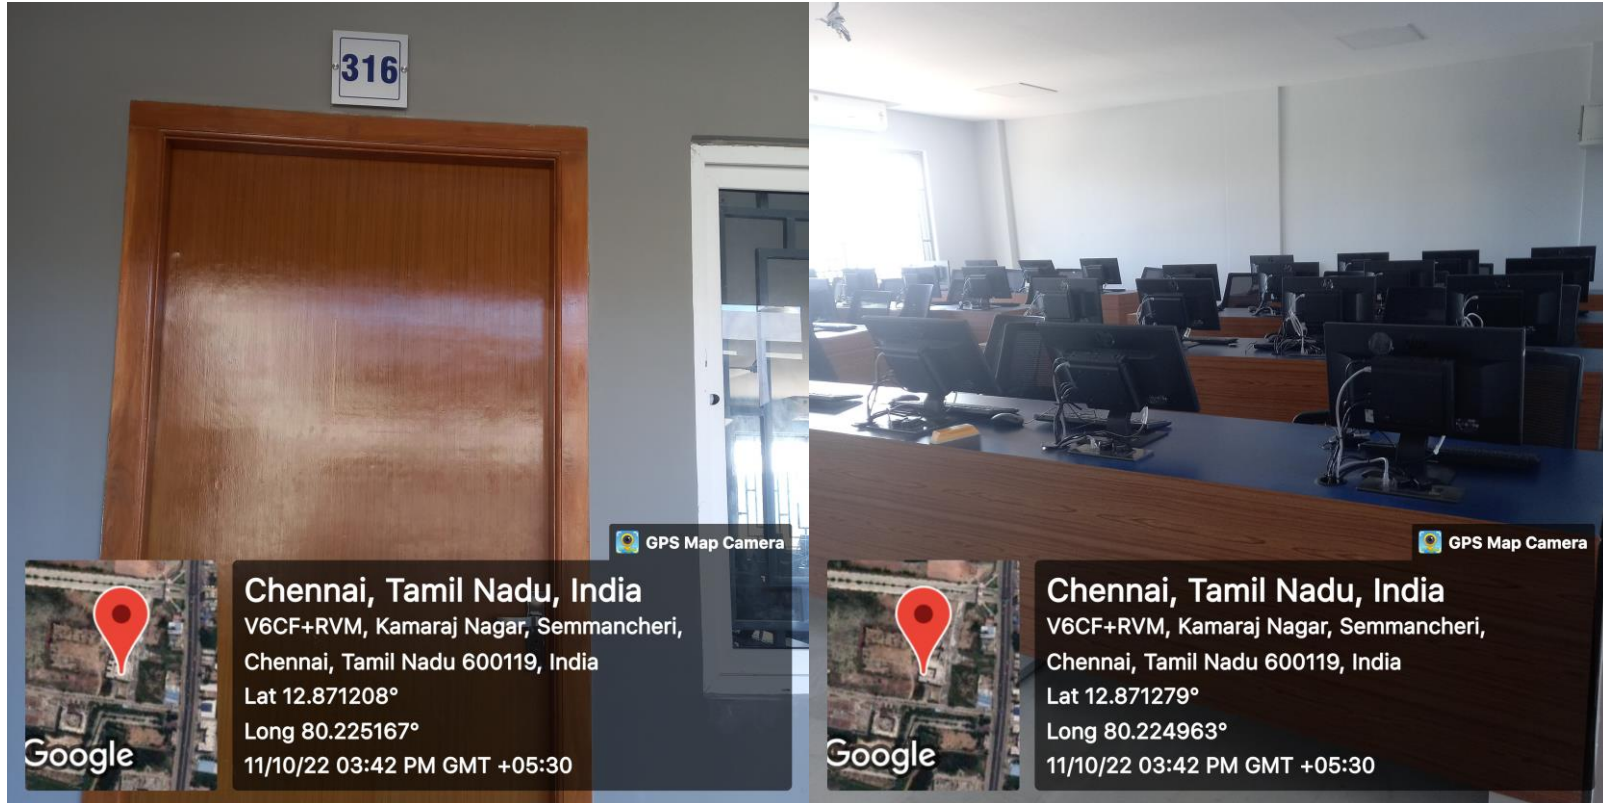 316
GPS Map Camera
Chennai, Tamil Nadu, India
V6CF+RVM, Kamaraj Nagar, Semmancheri,
Chennai, Tamil Nadu 600119, India
Lat 12.871208°
Long 80.225167°
11/10/22 03:42 PM GMT +05:30
Google
GPS Map Camera
Chennai, Tamil Nadu, India
V6CF+RVM, Kamaraj Nagar, Semmancheri,
Chennai, Tamil Nadu 600119, India
Lat 12.871279°
Long 80.224963°
11/10/22 03:42 PM GMT +05:30
Google